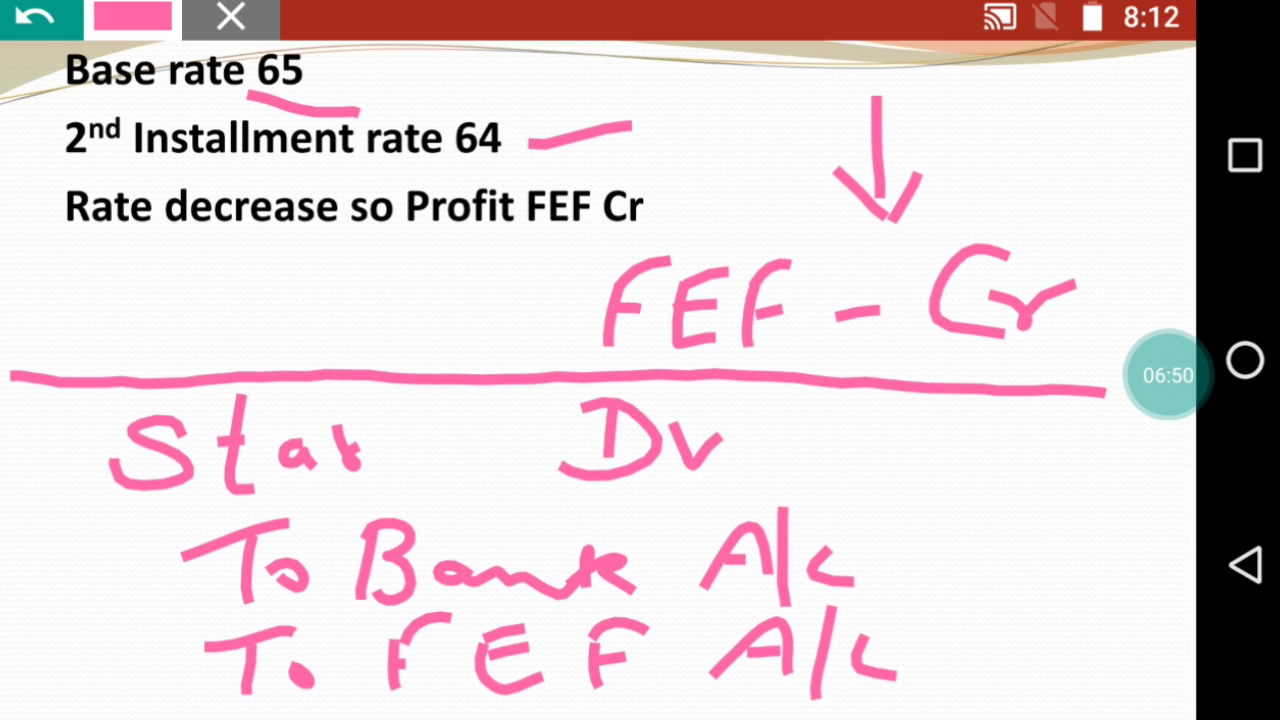 8:12
Base rate 65
2nd Installment rate 64
Rate decrease so Profit FEF Cr
FEF - Cr
06:50
Star Dr
To Bank A/c
To FEF A/c